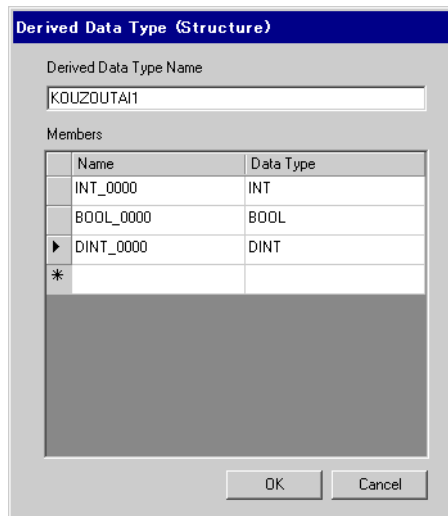 Derived Data Type (Structure)
Derived Data Type Name
KOUZOUTAI1
Members
Name Data Type
INT_0000 INT
BOOL_0000 BOOL
DINT_0000 DINT
*
OK Cancel